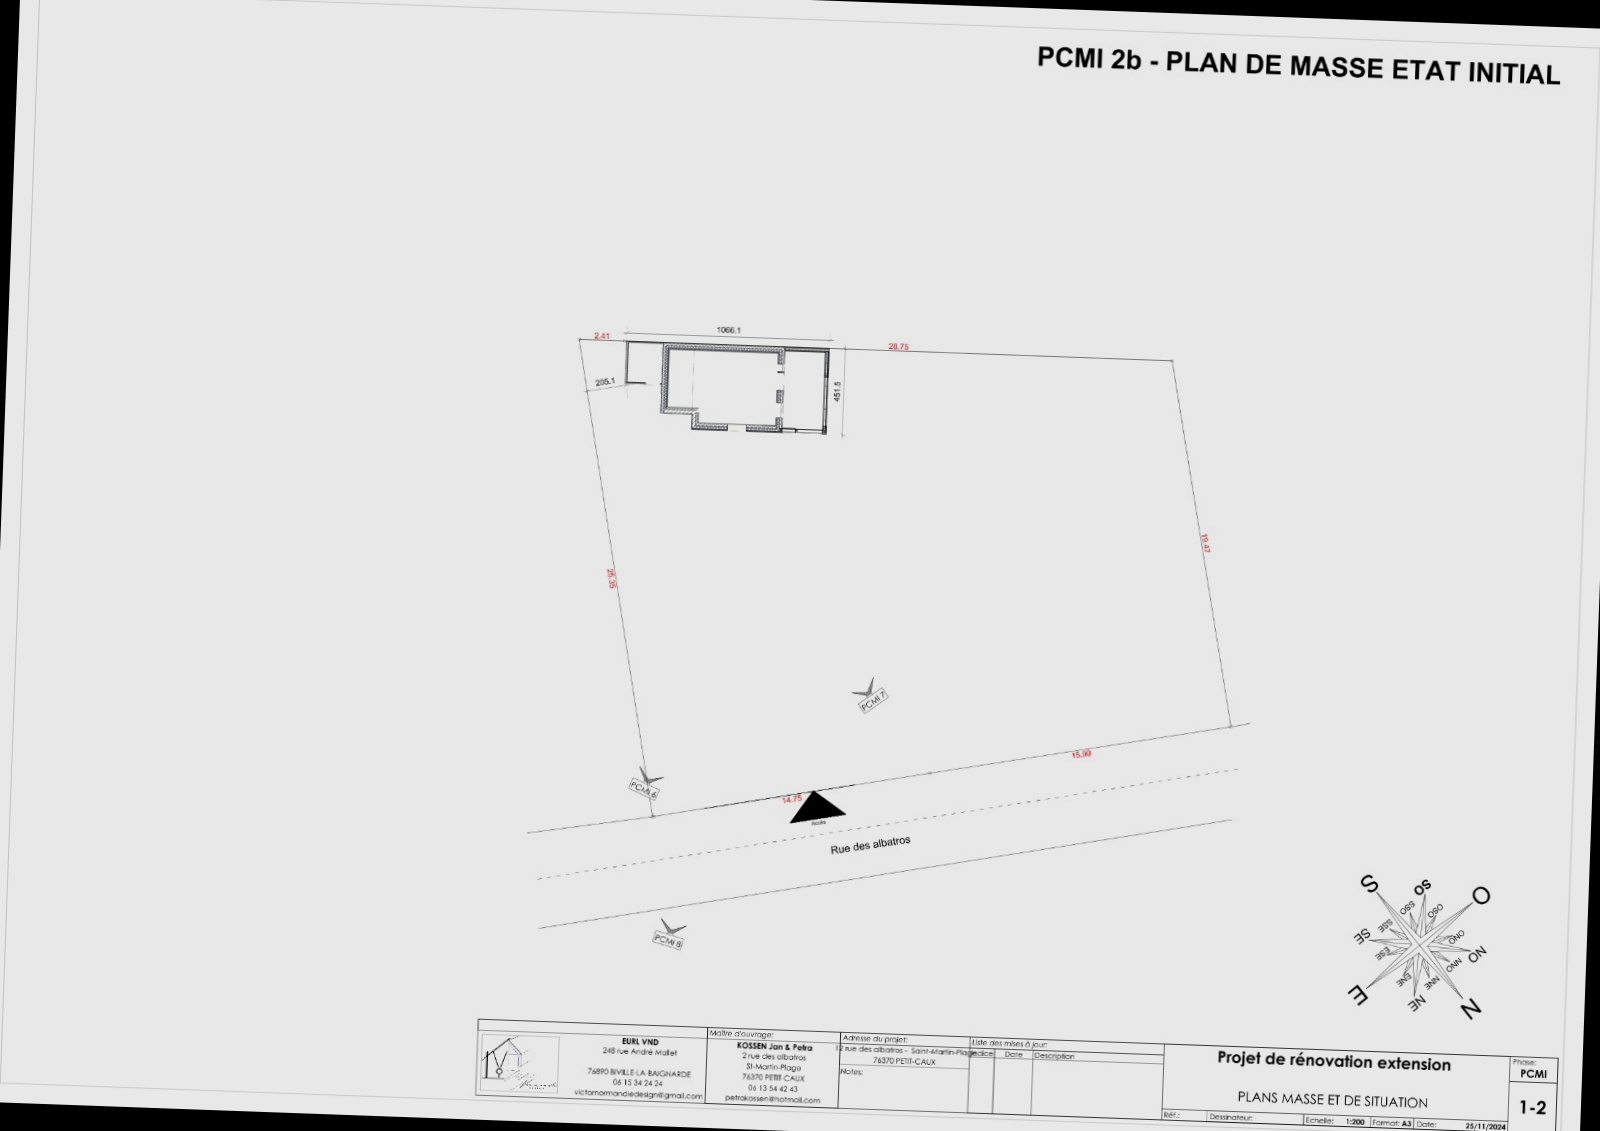 PCMI 2b - PLAN DE MASSE ETAT INITIAL
2.41
1066.1
28.75
205.1
451.5
19.47
PCMI 7
15.99
PCMI 6
14.75
Accès
Rue des albatros
PCMI 8
S
SO
O
SSO
OSO
SSE
SE
ESE
ONO
NO
NNO
ENE
NNE
E
NE
N
EURL VND
248 rue André Mallet
76890 BIVILLE-LA-BAIGNARDE
06 15 34 24 24
victornormandiedesign@gmail.com
Maître d'ouvrage:
KOSSEN Jan & Petra
2 rue des albatros
St-Martin-Plage
76370 PETIT-CAUX
06 13 54 42 43
petrakossen@hotmail.com
Adresse du projet:
2 rue des albatros - Saint-Martin-Plage
76370 PETIT-CAUX
Notes:
Liste des mises à jour:
Indice Date Description
Projet de rénovation extension
PLANS MASSE ET DE SITUATION
Réf.: Dessinateur: Echelle: 1:200 Format: A3 Date: 25/11/2024
Phase:
PCMI
1-2